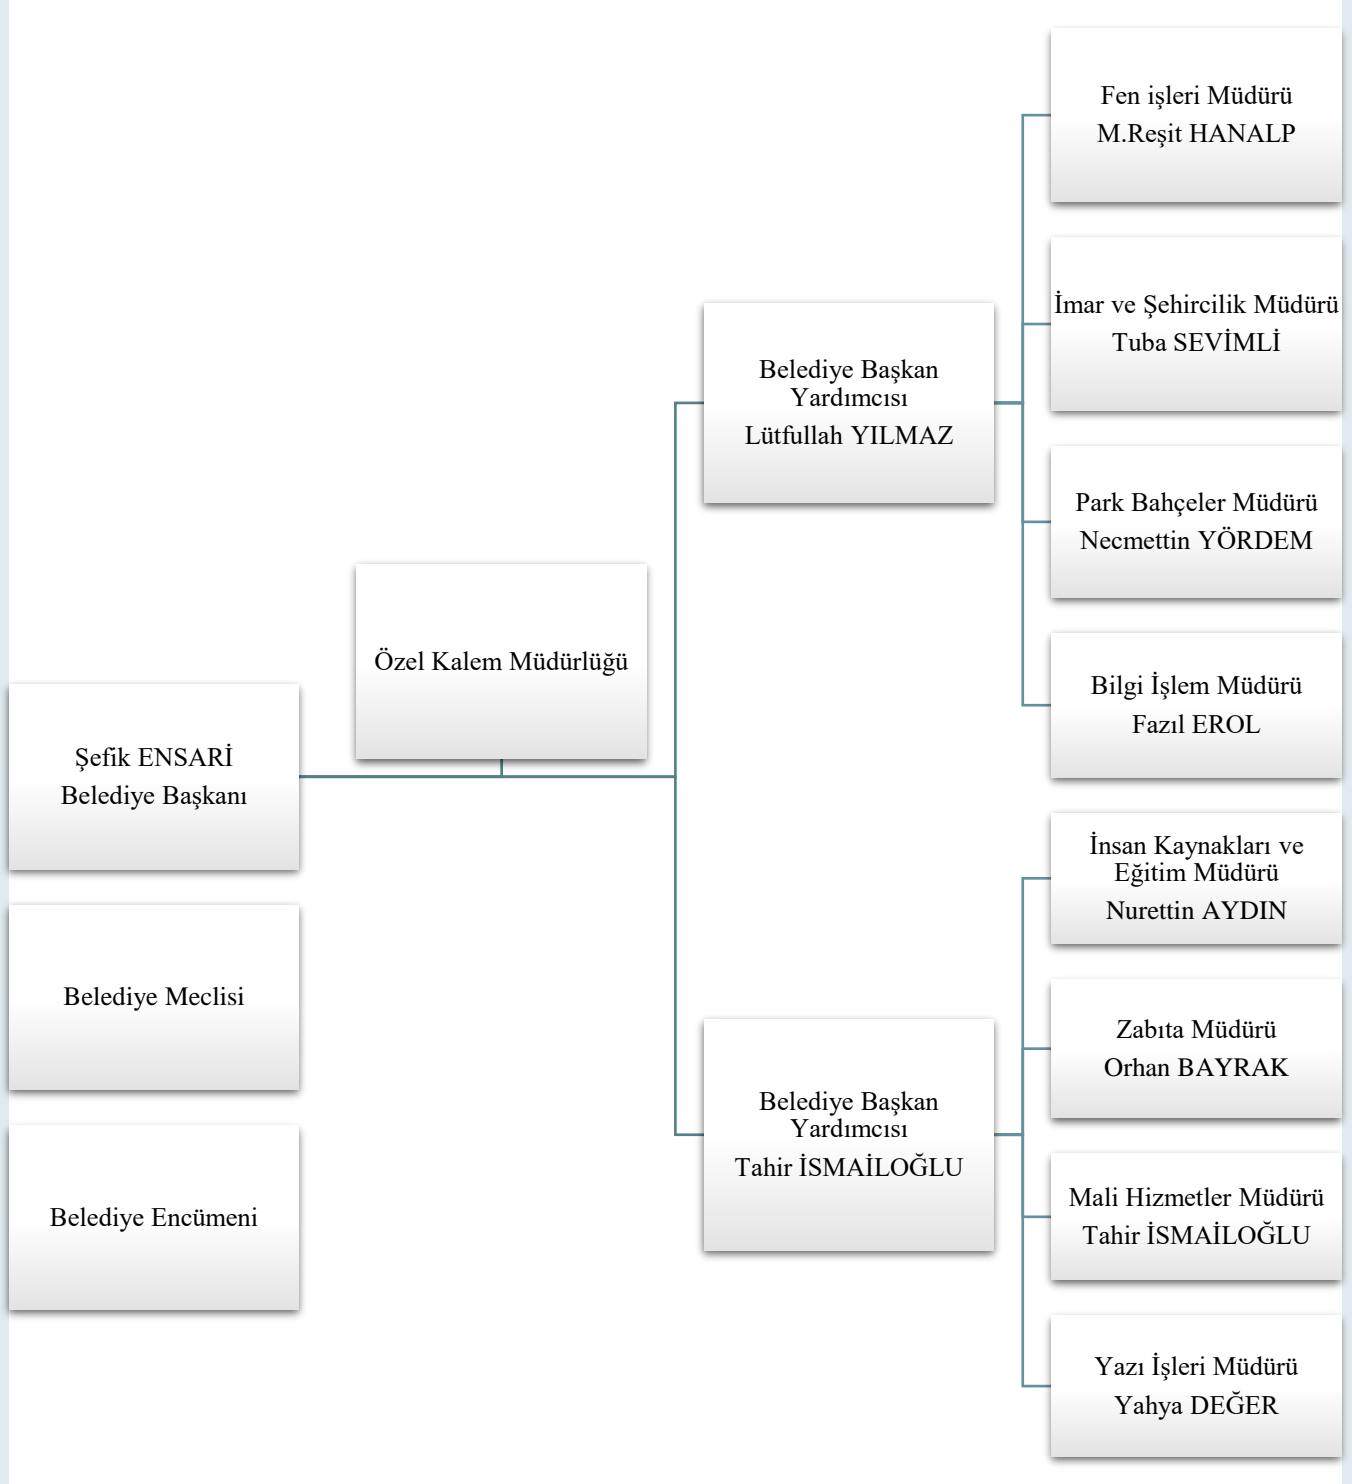 Şefik ENSARİ
Belediye Başkanı
Belediye Meclisi
Belediye Encümeni
Özel Kalem Müdürlüğü
Belediye Başkan
Yardımcısı
Lütfullah YILMAZ
Fen işleri Müdürü
M.Reşit HANALP
İmar ve Şehircilik Müdürü
Tuba SEVİMLİ
Park Bahçeler Müdürü
Necmettin YÖRDEM
Bilgi İşlem Müdürü
Fazıl EROL
Belediye Başkan
Yardımcısı
Tahir İSMAİLOĞLU
İnsan Kaynakları ve
Eğitim Müdürü
Nurettin AYDIN
Zabıta Müdürü
Orhan BAYRAK
Mali Hizmetler Müdürü
Tahir İSMAİLOĞLU
Yazı İşleri Müdürü
Yahya DEĞER